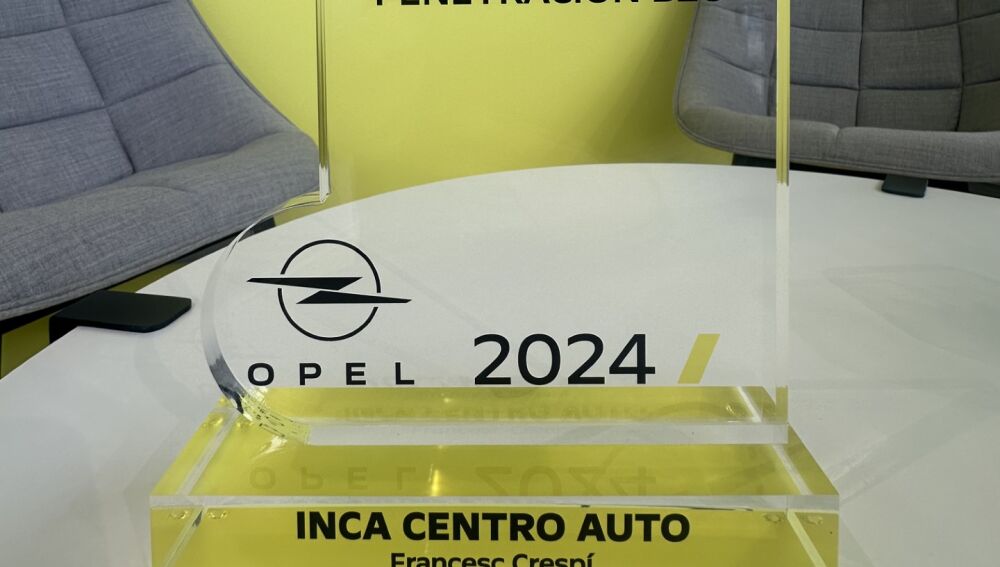 OPEL 2024
INCA CENTRO AUTO
Francesc Crespí